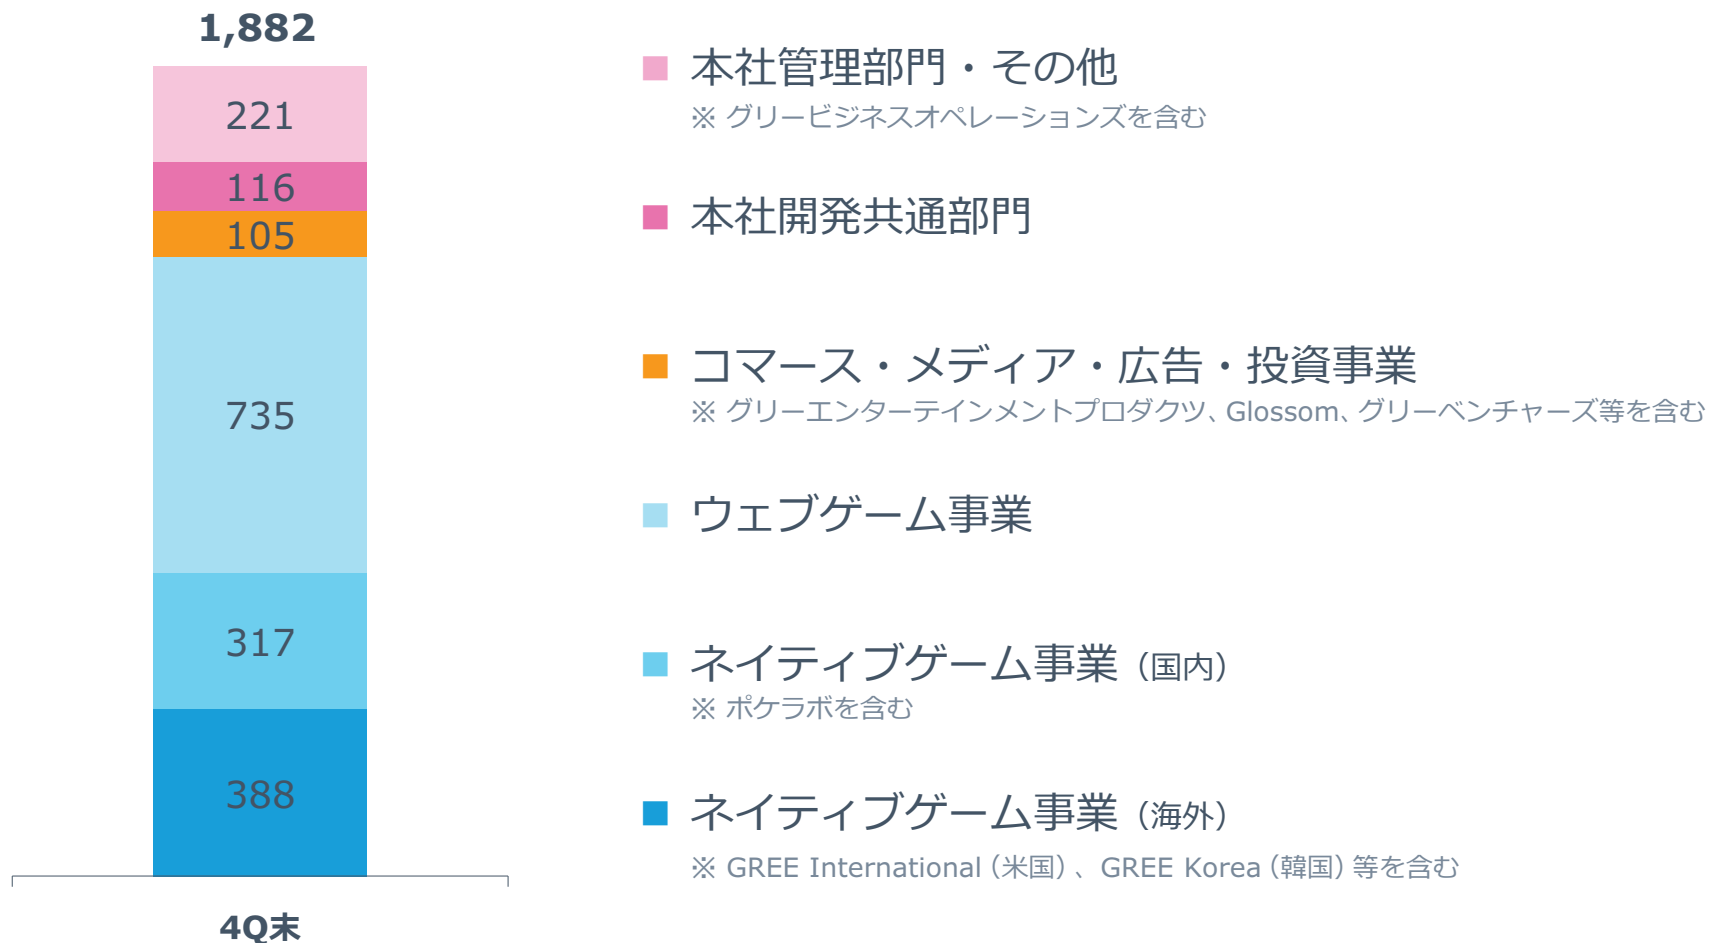 1,882
221
116
105
735
317
388
4Q末
本社管理部門・その他
※ グリービジネスオペレーションズを含む
本社開発共通部門
コマース・メディア・広告・投資事業
※ グリーエンターテインメントプロダクツ、Glossom、グリーベンチャーズ等を含む
ウェブゲーム事業
ネイティブゲーム事業（国内）
※ ポケラボを含む
ネイティブゲーム事業（海外）
※ GREE International（米国）、GREE Korea（韓国）等を含む